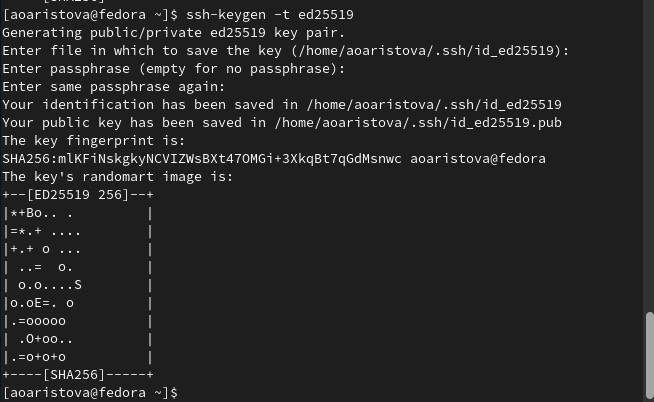 [aoaristova@fedora ~]$ ssh-keygen -t ed25519
Generating public/private ed25519 key pair.
Enter file in which to save the key (/home/aoaristova/.ssh/id_ed25519):
Enter passphrase (empty for no passphrase):
Enter same passphrase again:
Your identification has been saved in /home/aoaristova/.ssh/id_ed25519
Your public key has been saved in /home/aoaristova/.ssh/id_ed25519.pub
The key fingerprint is:
SHA256:mlKFiNskgkyNCVIZWsBXt47OMGi+3XkqBt7qGdMsnwc aoaristova@fedora
The key's randomart image is:
+--[ED25519 256]--+
|*+Bo.. .         |
|=*.+ ....        |
|+.+ o ...        |
| ..=  o.         |
| o.o....S        |
|o.oE=. o         |
|.=ooooo          |
| .O+oo..         |
|.=o+o+o          |
+----[SHA256]-----+
[aoaristova@fedora ~]$